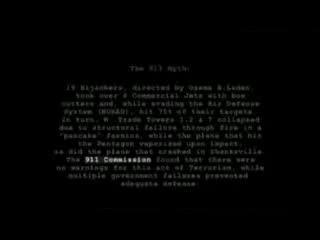 The 911 Myth:
19 Hijackers, directed by Osama B.Laden,
took over 4 Commercial Jets with box
cutters and, while evading the Air Defense
System (NORAD), hit 75% of their targets.
In turn, W. Trade Towers 1,2 & 7 collapsed
due to structural failure through fire in a
"pancake" fashion, while the plane that hit
the Pentagon vaporized upon impact,
as did the plane that crashed in Shanksville.
The 911 Commission found that there were
no warnings for this act of Terrorism, while
multiple government failures prevented
adequate defense